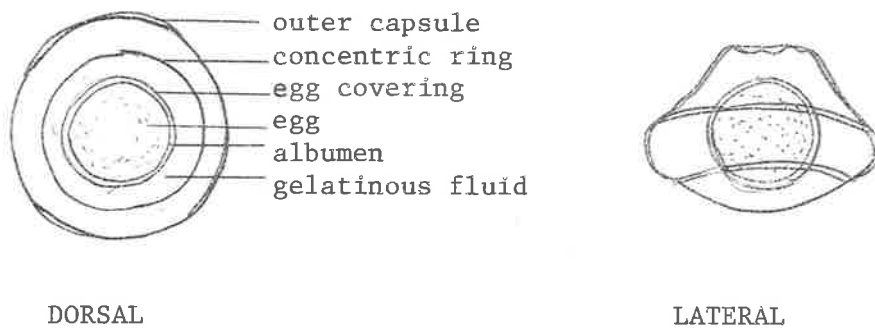 outer capsule
concentric ring
egg covering
egg
albumen
gelatinous fluid
DORSAL
LATERAL